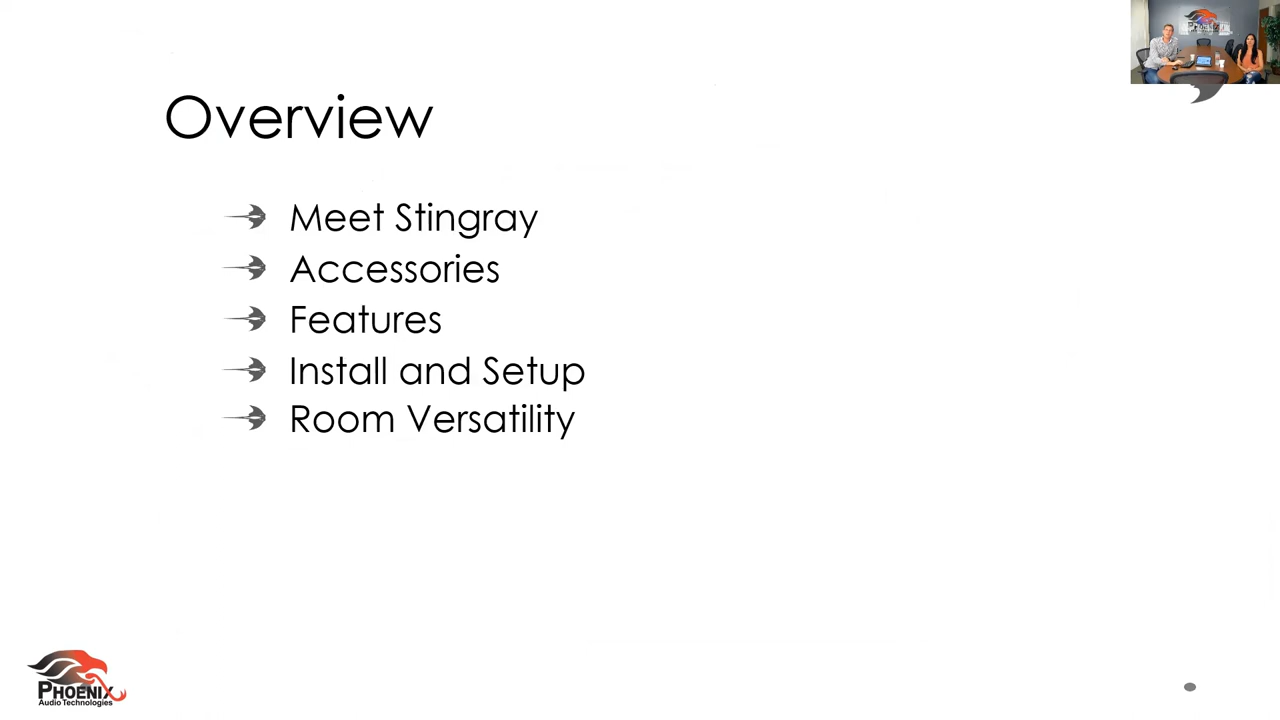 Overview
Meet Stingray
Accessories
Features
Install and Setup
Room Versatility
PHOENIX
Audio Technologies